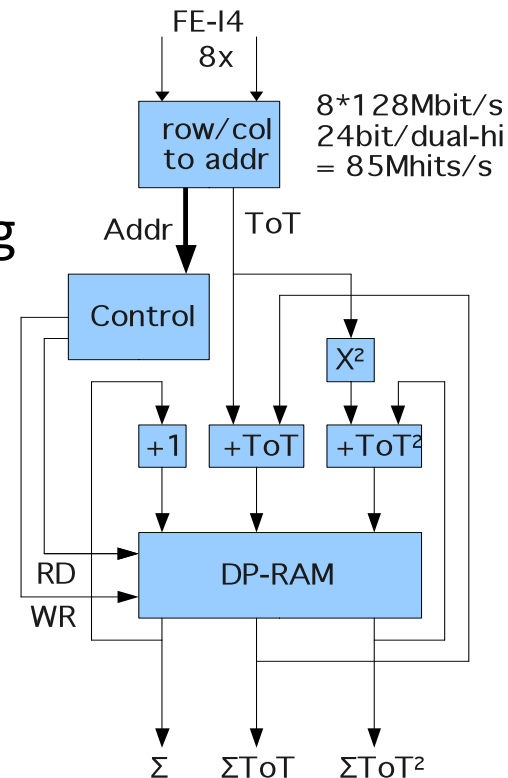 FE-I4
8x
8*128Mbit/s
row/col
to addr
24bit/dual-hi
= 85Mhits/s
g
Addr
ToT
Control
X²
+1
+ToT
+ToT²
DP-RAM
RD
WR
Σ
ΣToT
ΣToT²